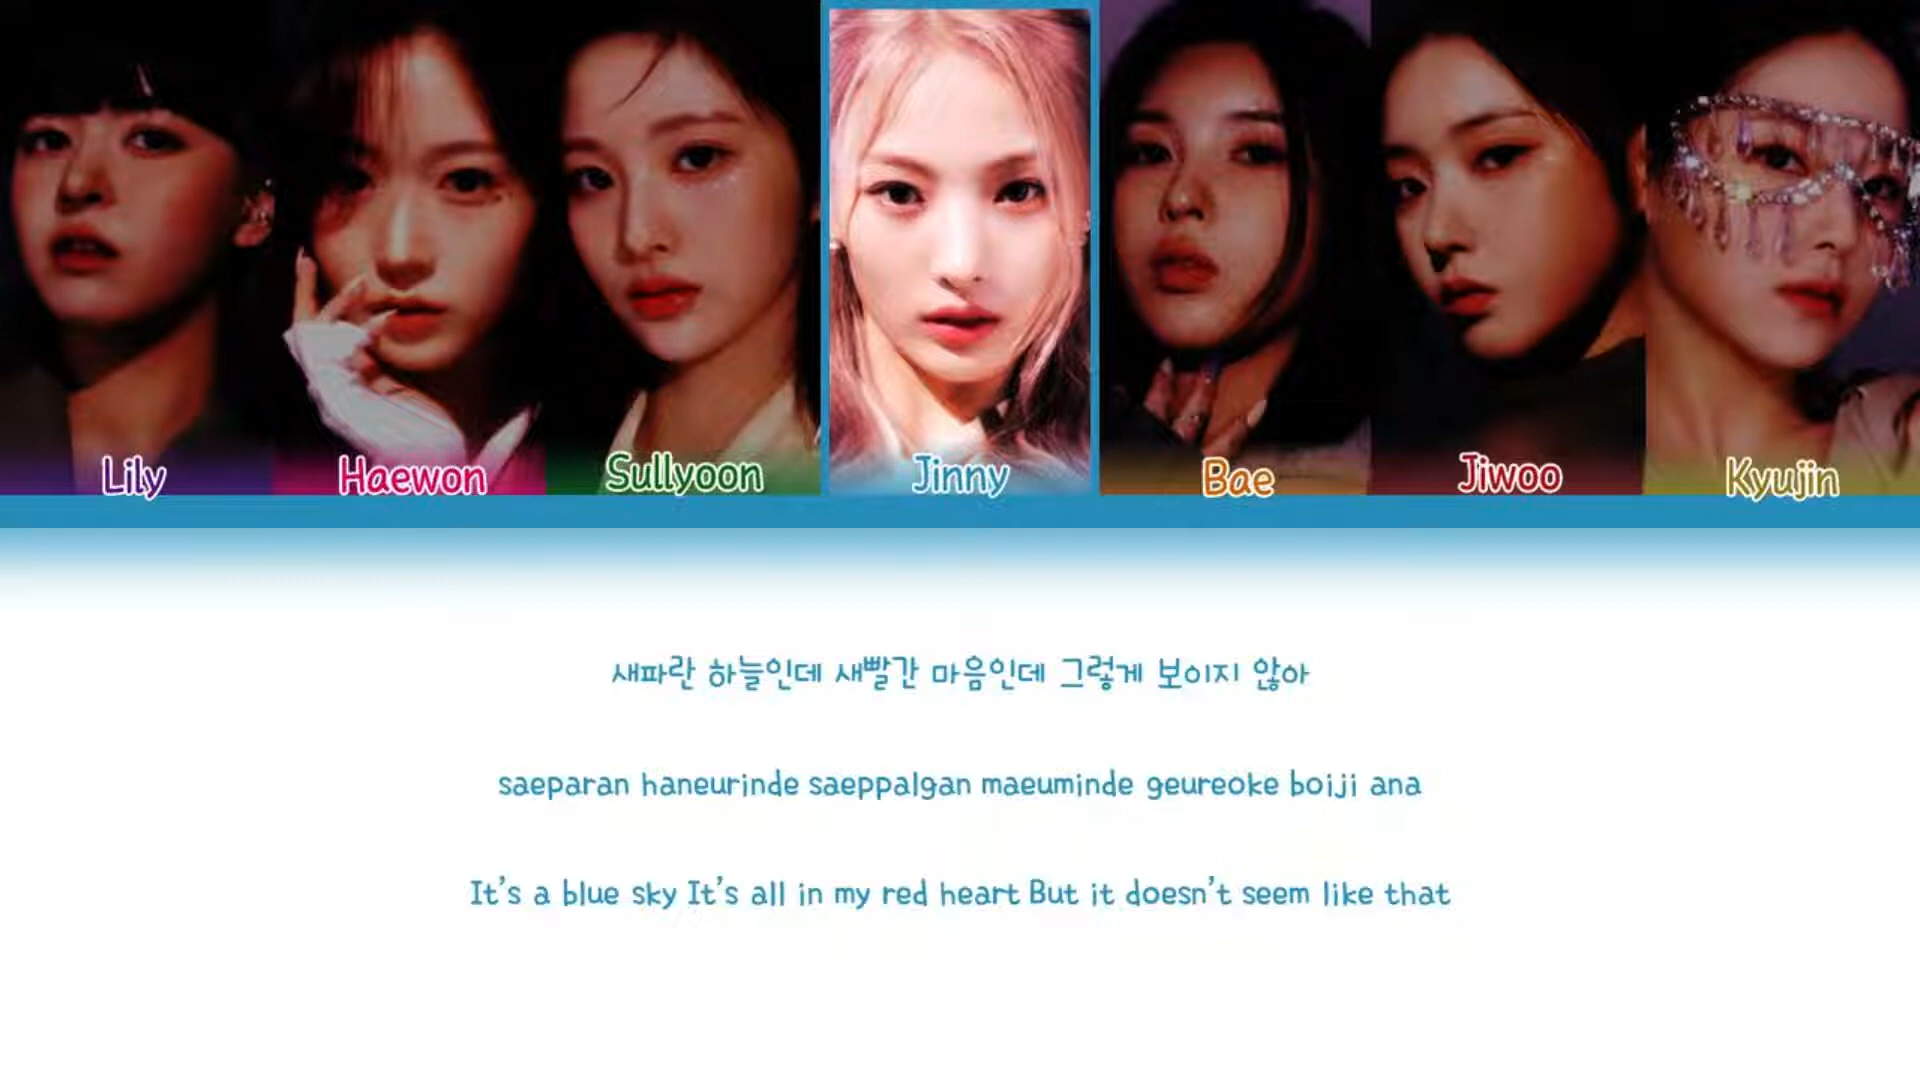 Lily Haewon Sullyoon Jinny Bae Jiwoo Kyujin
새파란 하늘인데 새빨간 마음인데 그렇게 보이지 않아
saeparan haneurinde saeppalgan maeuminde geureoke boiji ana
It's a blue sky It's all in my red heart But it doesn't seem like that